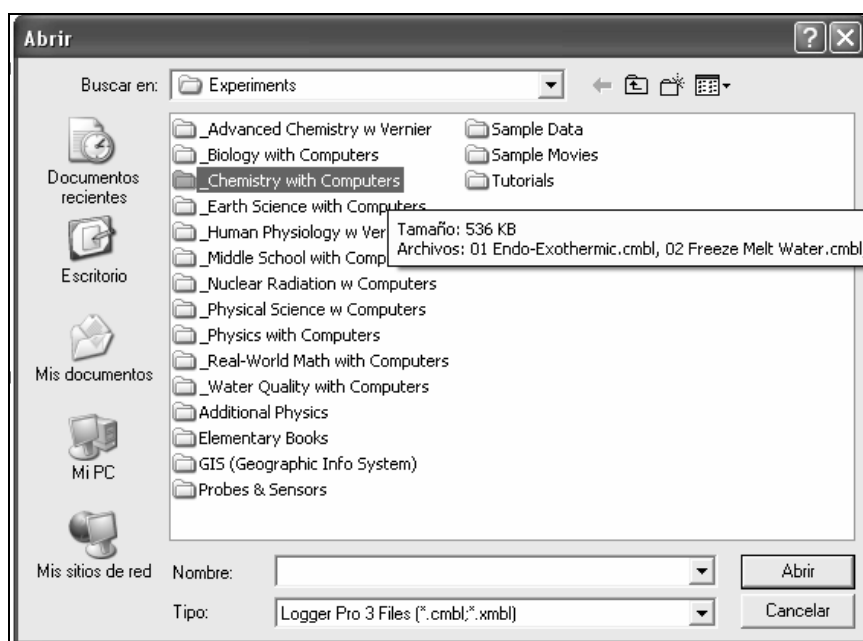 Abrir
Buscar en: Experiments
Documentos recientes
Escritorio
Mis documentos
Mi PC
Mis sitios de red
_Advanced Chemistry w Vernier
_Biology with Computers
_Chemistry with Computers
_Earth Science with Computers
_Human Physiology w Ver
_Middle School with Comp
_Nuclear Radiation w Computers
_Physical Science w Computers
_Physics with Computers
_Real-World Math with Computers
_Water Quality with Computers
Additional Physics
Elementary Books
GIS (Geographic Info System)
Probes & Sensors
Sample Data
Sample Movies
Tutorials
Tamaño: 536 KB
Archivos: 01 Endo-Exothermic.cmbl, 02 Freeze Melt Water.cmbl
Nombre:
Abrir
Tipo: Logger Pro 3 Files (*.cmbl;*.xmbl)
Cancelar